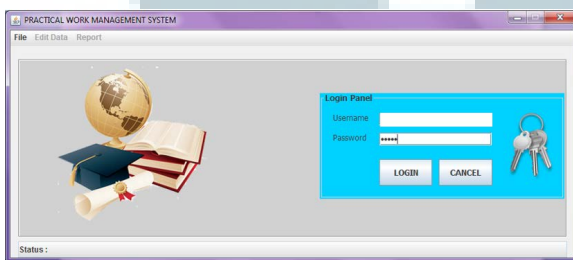 PRACTICAL WORK MANAGEMENT SYSTEM
File Edit Data Report
Login Panel
Username
Password *****
LOGIN CANCEL
Status :